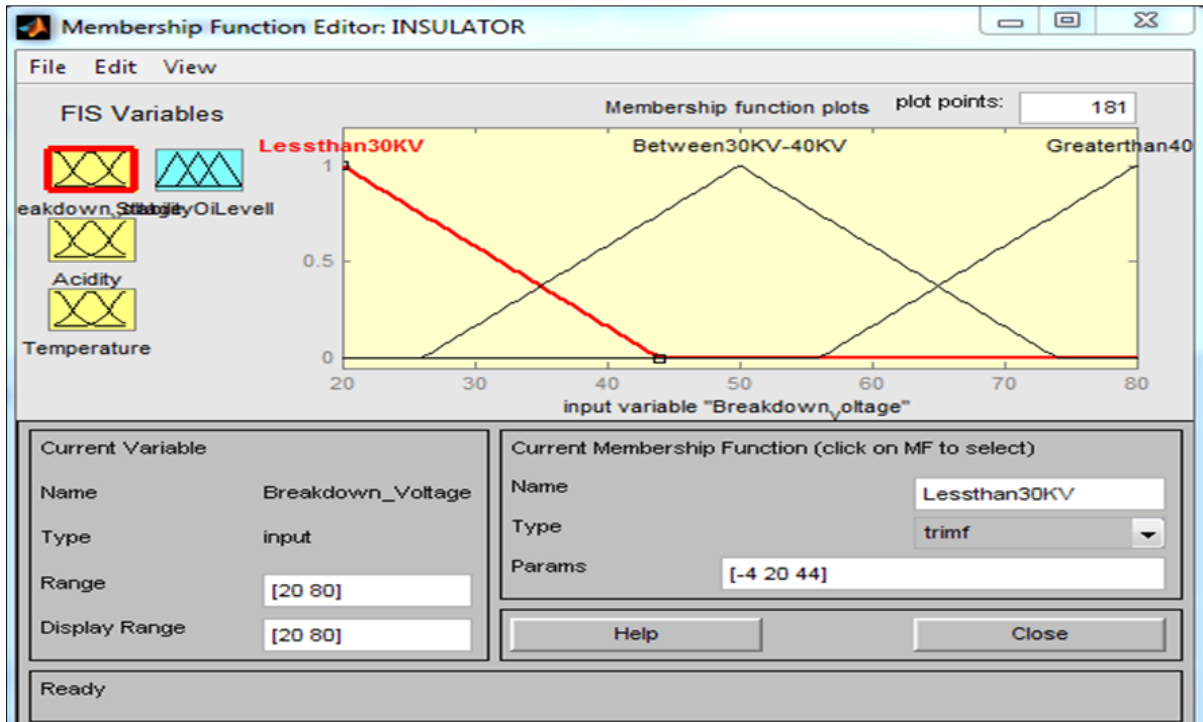 Membership Function Editor: INSULATOR
File Edit View
FIS Variables
Membership function plots
plot points:
181
Lessthan30KV
Between30KV-40KV
Greaterthan40
1
0.5
0
20 30 40 50 60 70 80
input variable "Breakdown_Voltage"
Acidity
Temperature
Current Variable
Name Breakdown_Voltage
Type input
Range [20 80]
Display Range [20 80]
Current Membership Function (click on MF to select)
Name Lessthan30KV
Type trimf
Params [-4 20 44]
Help Close
Ready